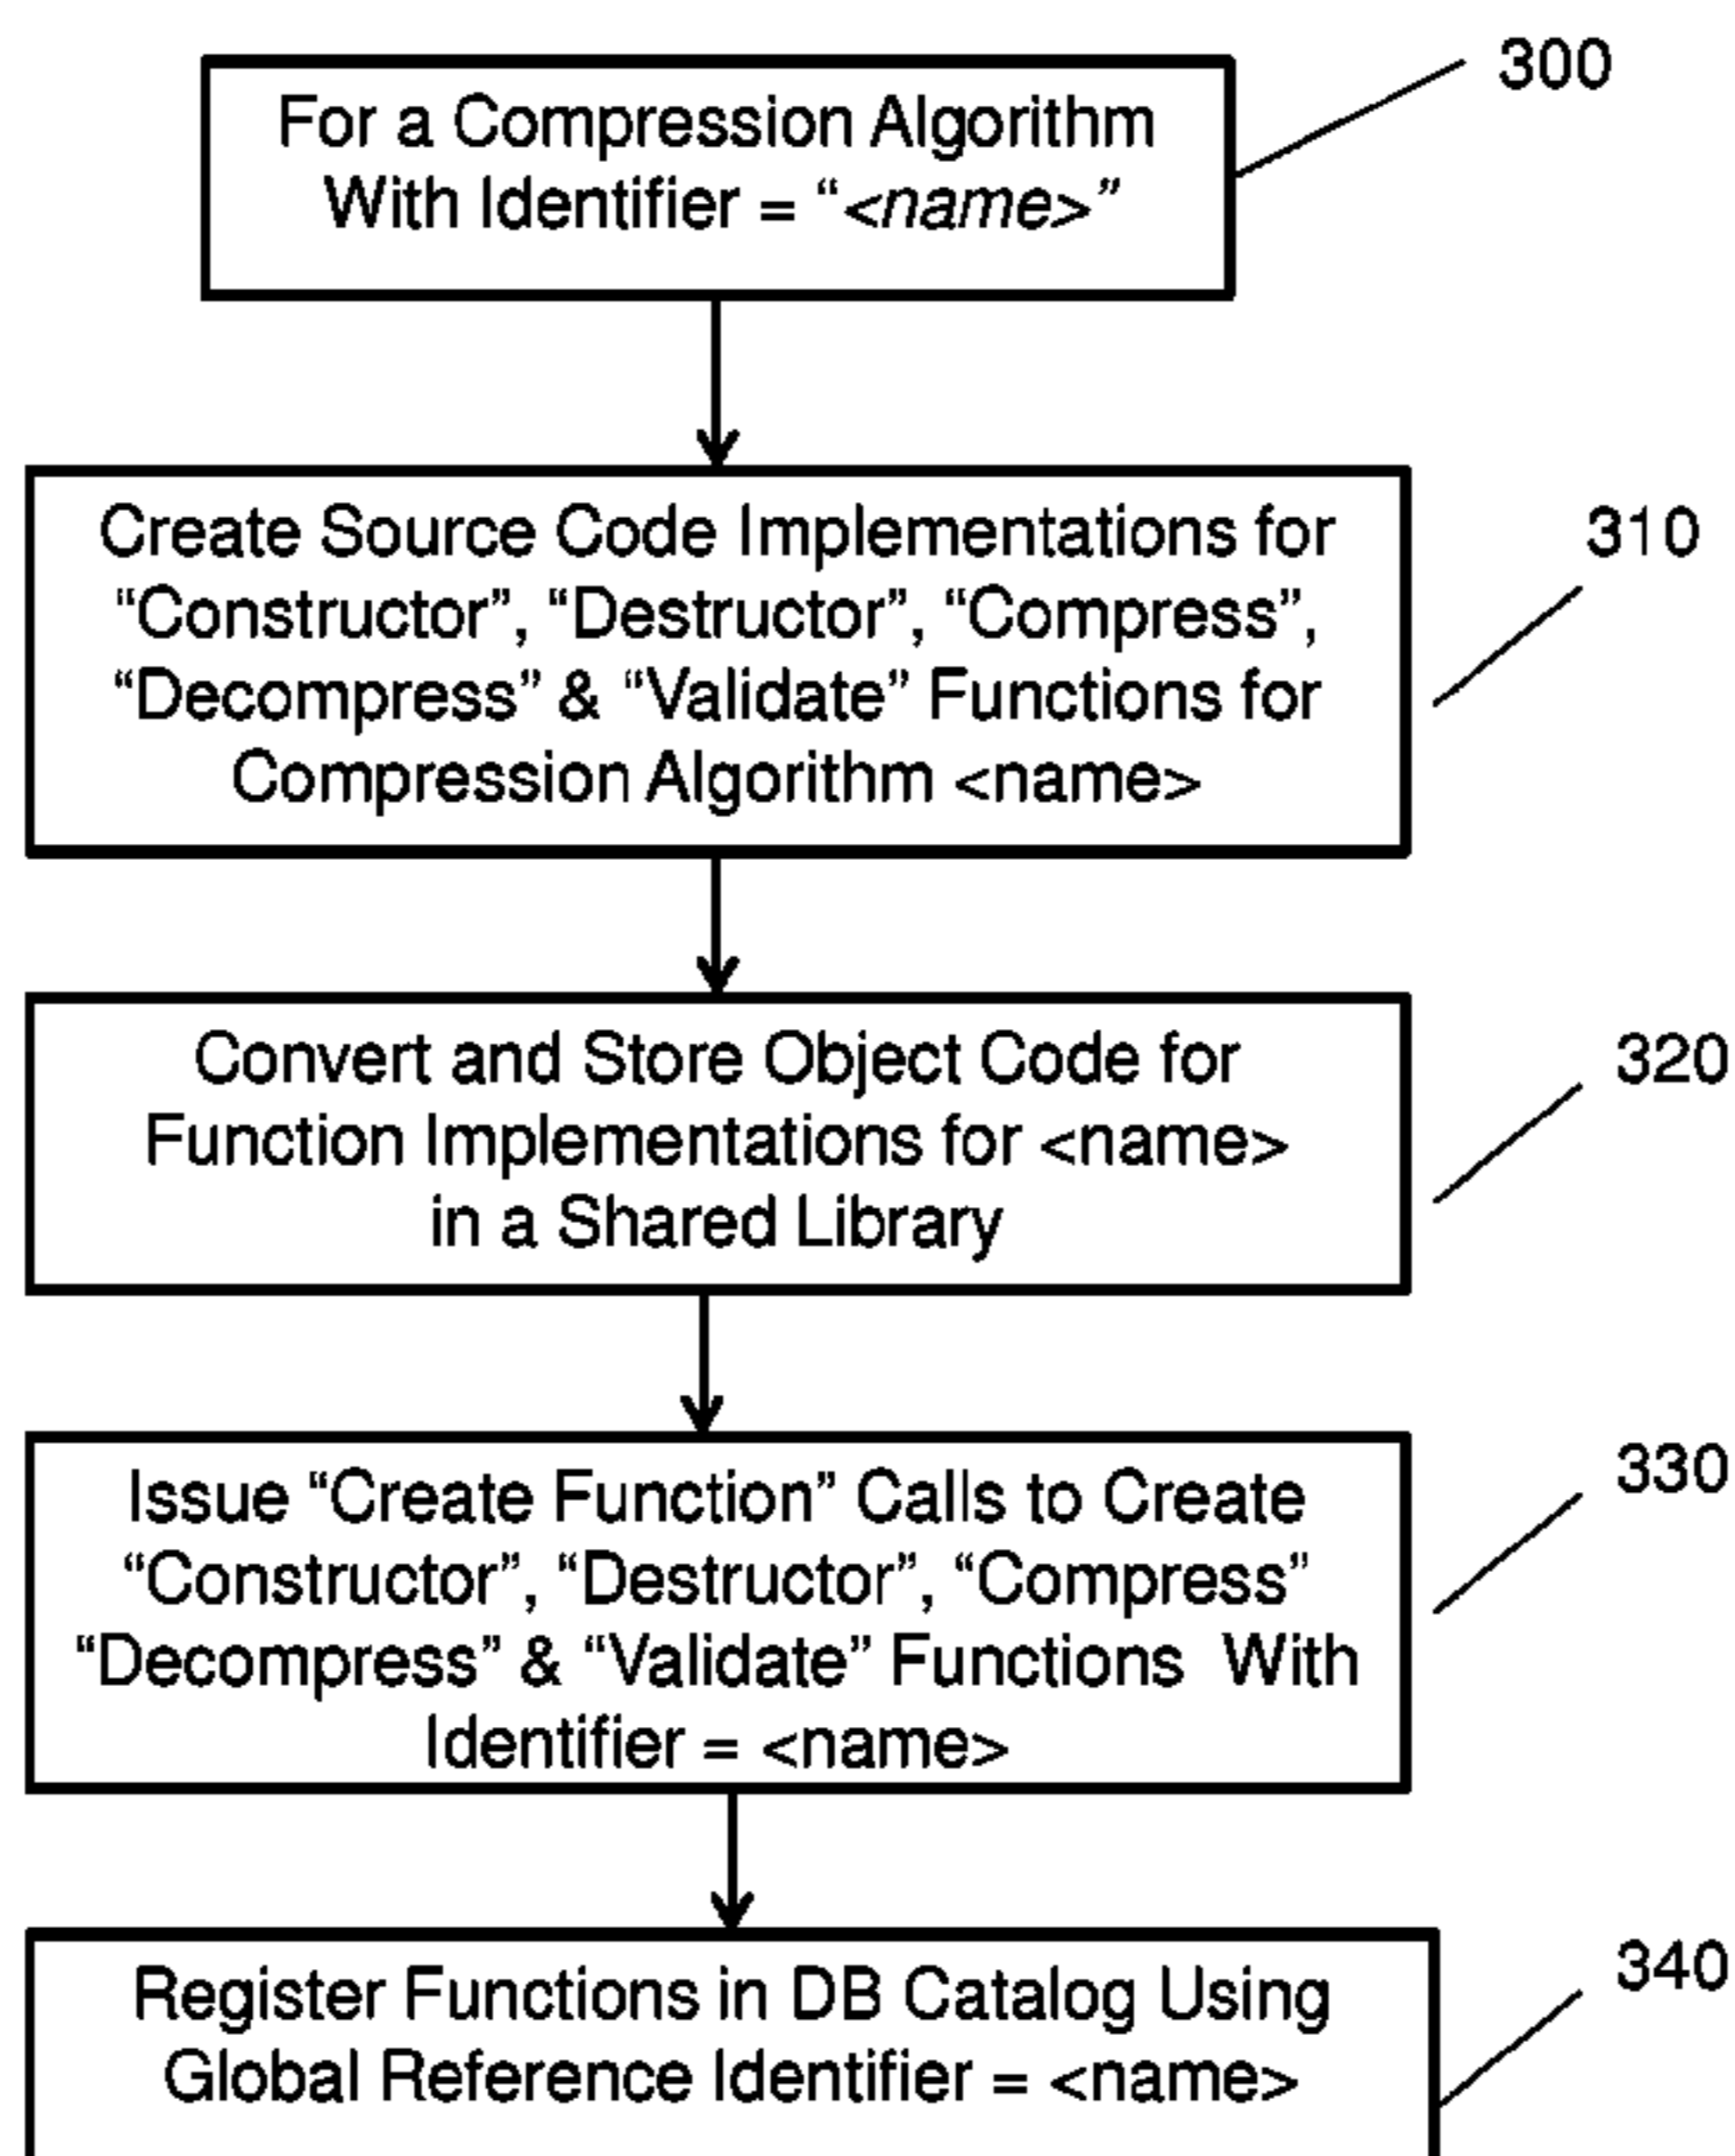 300
For a Compression Algorithm
With Identifier = “<name>”
310
Create Source Code Implementations for
“Constructor”, “Destructor”, “Compress”,
“Decompress” & “Validate” Functions for
Compression Algorithm <name>
320
Convert and Store Object Code for
Function Implementations for <name>
in a Shared Library
330
Issue “Create Function” Calls to Create
“Constructor”, “Destructor”, “Compress”
“Decompress” & “Validate” Functions With
Identifier = <name>
340
Register Functions in DB Catalog Using
Global Reference Identifier = <name>